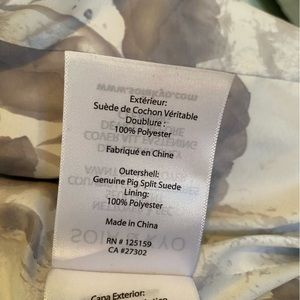 Extérieur:
Suède de Cochon Véritable
Doublure :
100% Polyester
Fabriqué en Chine
Outershell:
Genuine Pig Split Suede
Lining:
100% Polyester
Made in China
RN # 125159
CA #27302
Capa Exterior: